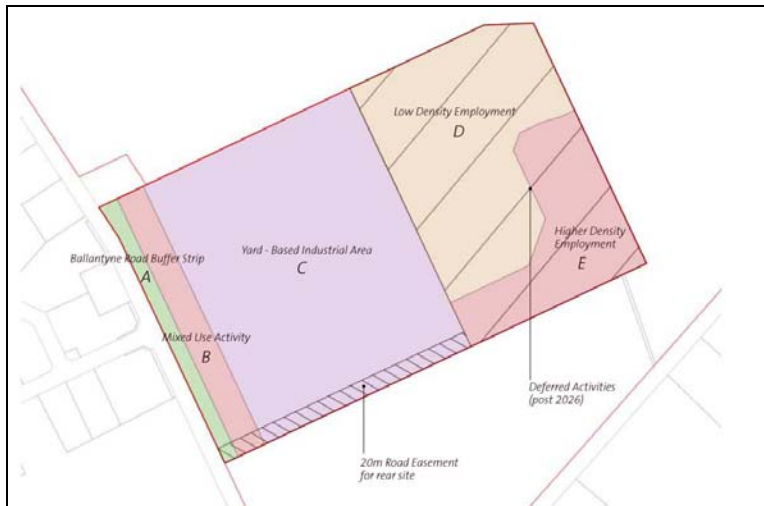 Low Density Employment
D
Higher Density
Employment
E
Yard - Based Industrial Area
C
Ballantyne Road Buffer Strip
A
Mixed Use Activity
B
Deferred Activities
(post 2026)
20m Road Easement
for rear site